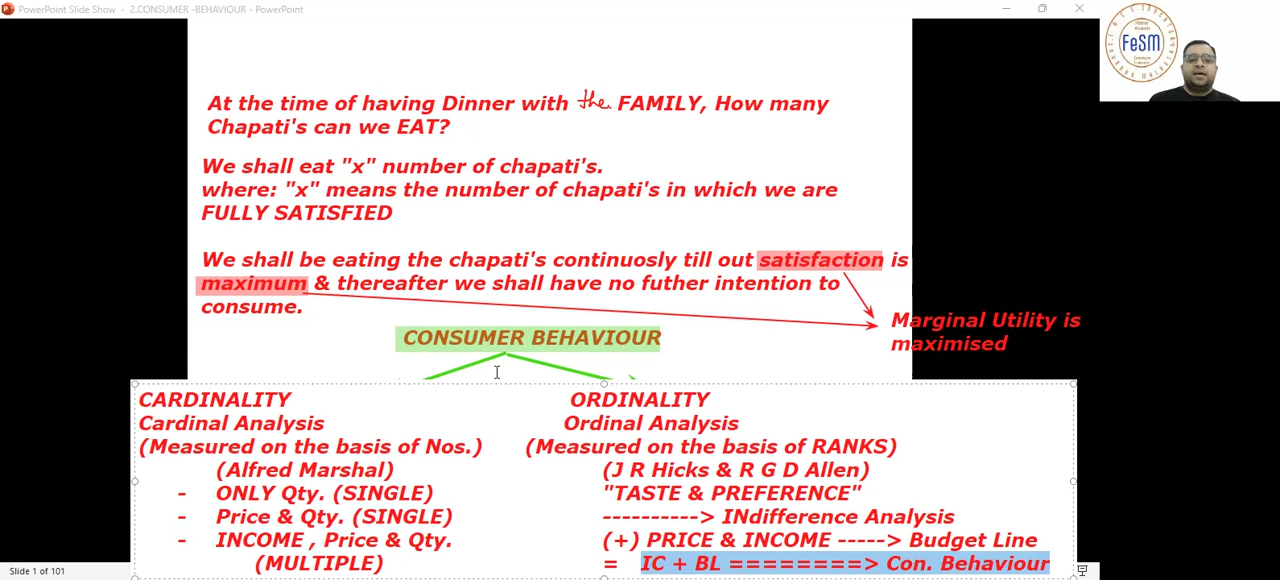 PowerPoint Slide Show - 2.CONSUMER -BEHAVIOUR - PowerPoint
FeSM
At the time of having Dinner with the FAMILY, How many
Chapati's can we EAT?
We shall eat "x" number of chapati's.
where: "x" means the number of chapati's in which we are
FULLY SATISFIED
We shall be eating the chapati's continuosly till out satisfaction is
maximum & thereafter we shall have no futher intention to
consume.
Marginal Utility is
maximised
CONSUMER BEHAVIOUR
CARDINALITY ORDINALITY
Cardinal Analysis Ordinal Analysis
(Measured on the basis of Nos.) (Measured on the basis of RANKS)
(Alfred Marshal) (J R Hicks & R G D Allen)
- ONLY Qty. (SINGLE) "TASTE & PREFERENCE"
- Price & Qty. (SINGLE) ----------> INdifference Analysis
- INCOME , Price & Qty. (+) PRICE & INCOME -----> Budget Line
(MULTIPLE) = IC + BL ========> Con. Behaviour
Slide 1 of 101